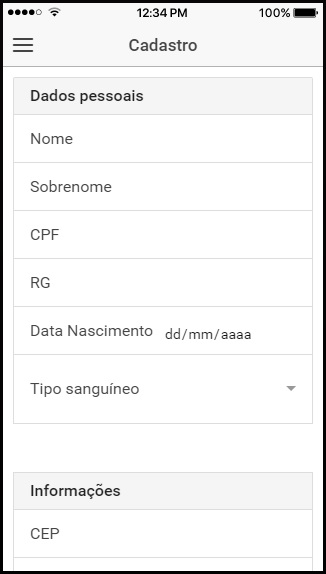 12:34 PM 100%
Cadastro
Dados pessoais
Nome
Sobrenome
CPF
RG
Data Nascimento dd/mm/aaaa
Tipo sanguíneo
Informações
CEP